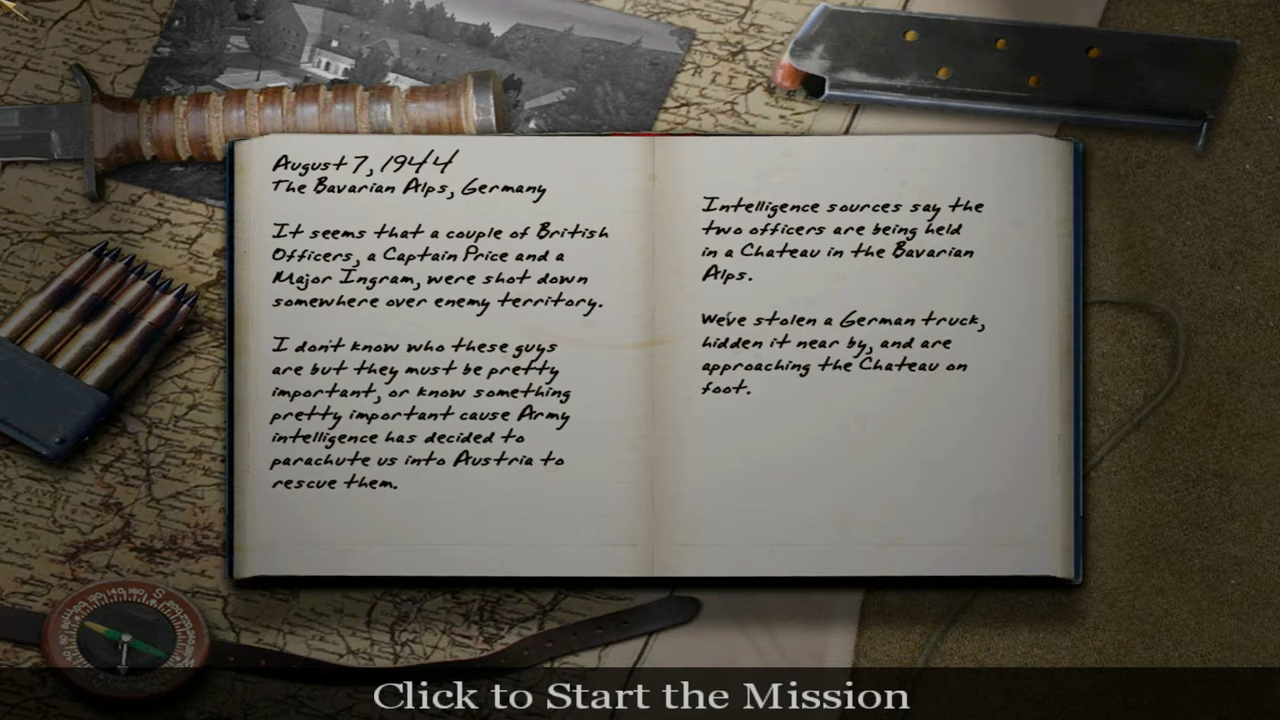 August 7, 1944
The Bavarian Alps, Germany
It seems that a couple of British
Officers, a Captain Price and a
Major Ingram, were shot down
somewhere over enemy territory.
I don't know who these guys
are but they must be pretty
important, or know something
pretty important cause Army
intelligence has decided to
parachute us into Austria to
rescue them.
Intelligence sources say the
two officers are being held
in a Chateau in the Bavarian
Alps.
We've stolen a German truck,
hidden it near by, and are
approaching the Chateau on
foot.
Click to Start the Mission